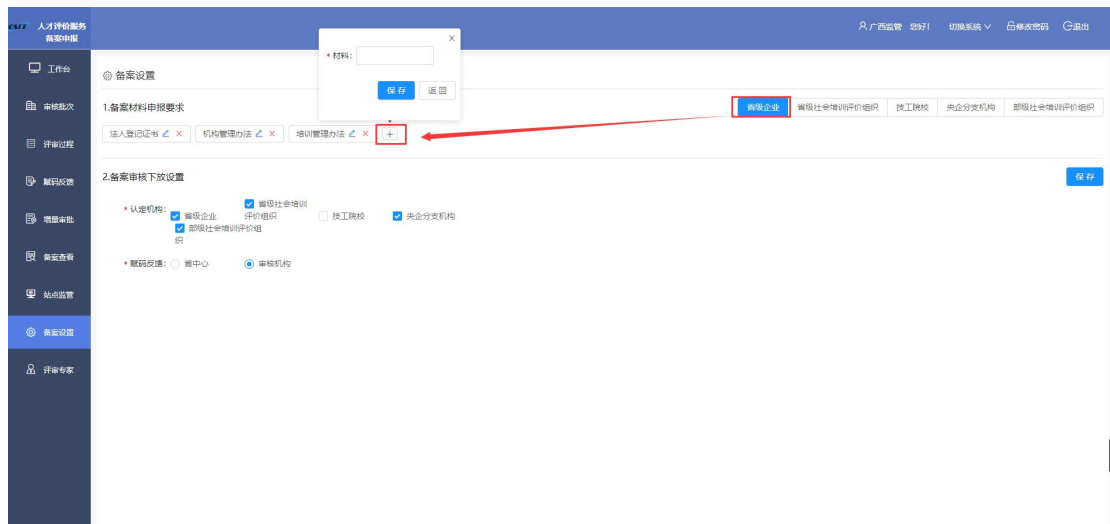 人才评价服务
备案申报
广西监管 您好!
切换系统
修改密码
退出
工作台
审核批次
评审过程
赋码反馈
增量审批
备案查看
站点监管
备案设置
评审专家
* 材料:
保存 返回
备案设置
1.备案材料申报要求
省级企业 省级社会培训评价组织 技工院校 央企分支机构 部级社会培训评价组织
法人登记证书 机构管理办法 培训管理办法
2.备案审核下放设置
保存
* 认定机构: 省级企业 省级社会培训
评价组织 技工院校 央企分支机构
部级社会培训评价组
织
* 赋码反馈: 省中心 审核机构